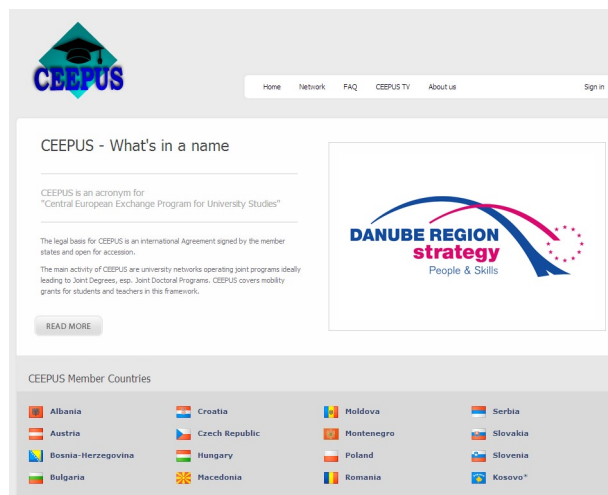 CEEPUS
Home Network FAQ CEEPUS TV About us Sign in
CEEPUS - What's in a name
CEEPUS is an acronym for
"Central European Exchange Program for University Studies"
The legal basis for CEEPUS is an international Agreement signed by the member
states and open for accession.
The main activity of CEEPUS are university networks operating joint programs ideally
leading to Joint Degrees, esp. Joint Doctoral Programs. CEEPUS covers mobility
grants for students and teachers in this framework.
READ MORE
DANUBE REGION
strategy
People & Skills
CEEPUS Member Countries
Albania Croatia Moldova Serbia
Austria Czech Republic Montenegro Slovakia
Bosnia-Herzegovina Hungary Poland Slovenia
Bulgaria Macedonia Romania Kosovo*